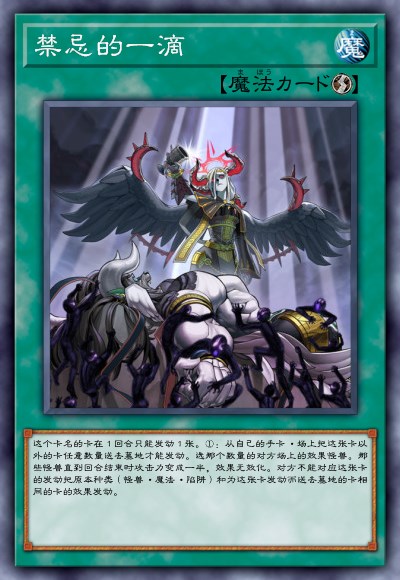 禁忌的一滴
魔
【魔法カード】
ま ほう
这个卡名的卡在1回合只能发动1张。①：从自己的手卡·场上把这张卡以
外的卡任意数量送去墓地才能发动。选那个数量的对方场上的效果怪兽。那
些怪兽直到回合结束时攻击力变成一半，效果无效化。对方不能对应这张卡
的发动把原本种类（怪兽·魔法·陷阱）和为这张卡发动而送去墓地的卡相
同的卡的效果发动。